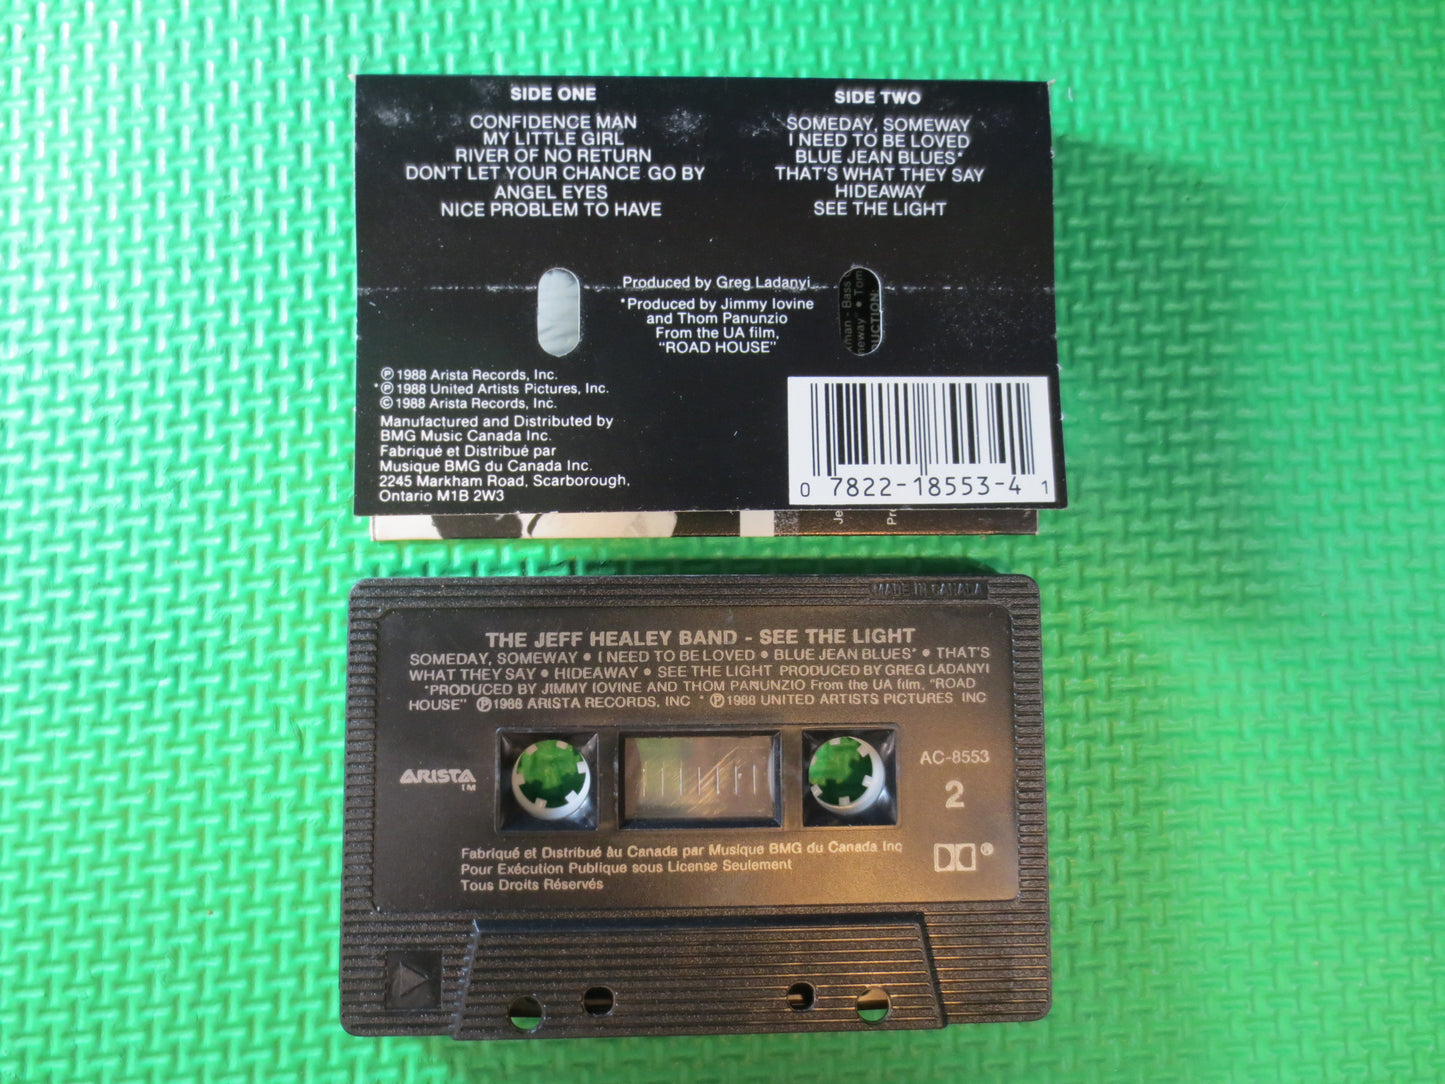 SIDE ONE
CONFIDENCE MAN
MY LITTLE GIRL
RIVER OF NO RETURN
DON'T LET YOUR CHANCE GO BY
ANGEL EYES
NICE PROBLEM TO HAVE
SIDE TWO
SOMEDAY, SOMEWAY
I NEED TO BE LOVED
BLUE JEAN BLUES*
THAT'S WHAT THEY SAY
HIDEAWAY
SEE THE LIGHT
Produced by Greg Ladanyi
*Produced by Jimmy Iovine
and Thom Panunzio
From the UA film,
"ROAD HOUSE"
Bass
Tom
℗ 1988 Arista Records, Inc.
*℗ 1988 United Artists Pictures, Inc.
© 1988 Arista Records, Inc.
Manufactured and Distributed by
BMG Music Canada Inc.
Fabriqué et Distribué par
Musique BMG du Canada Inc.
2245 Markham Road, Scarborough,
Ontario M1B 2W3
0 7822-18553-4 1
Je
Pr
MADE IN CANADA
THE JEFF HEALEY BAND - SEE THE LIGHT
SOMEDAY, SOMEWAY • I NEED TO BE LOVED • BLUE JEAN BLUES* • THAT'S
WHAT THEY SAY • HIDEAWAY • SEE THE LIGHT PRODUCED BY GREG LADANYI
*PRODUCED BY JIMMY IOVINE AND THOM PANUNZIO From the UA film, "ROAD
HOUSE" ℗ 1988 ARISTA RECORDS, INC * ℗ 1988 UNITED ARTISTS PICTURES INC
ARISTA
TM
AC-8553
2
Fabriqué et Distribué au Canada par Musique BMG du Canada Inc
Pour Exécution Publique sous License Seulement
Tous Droits Réservés